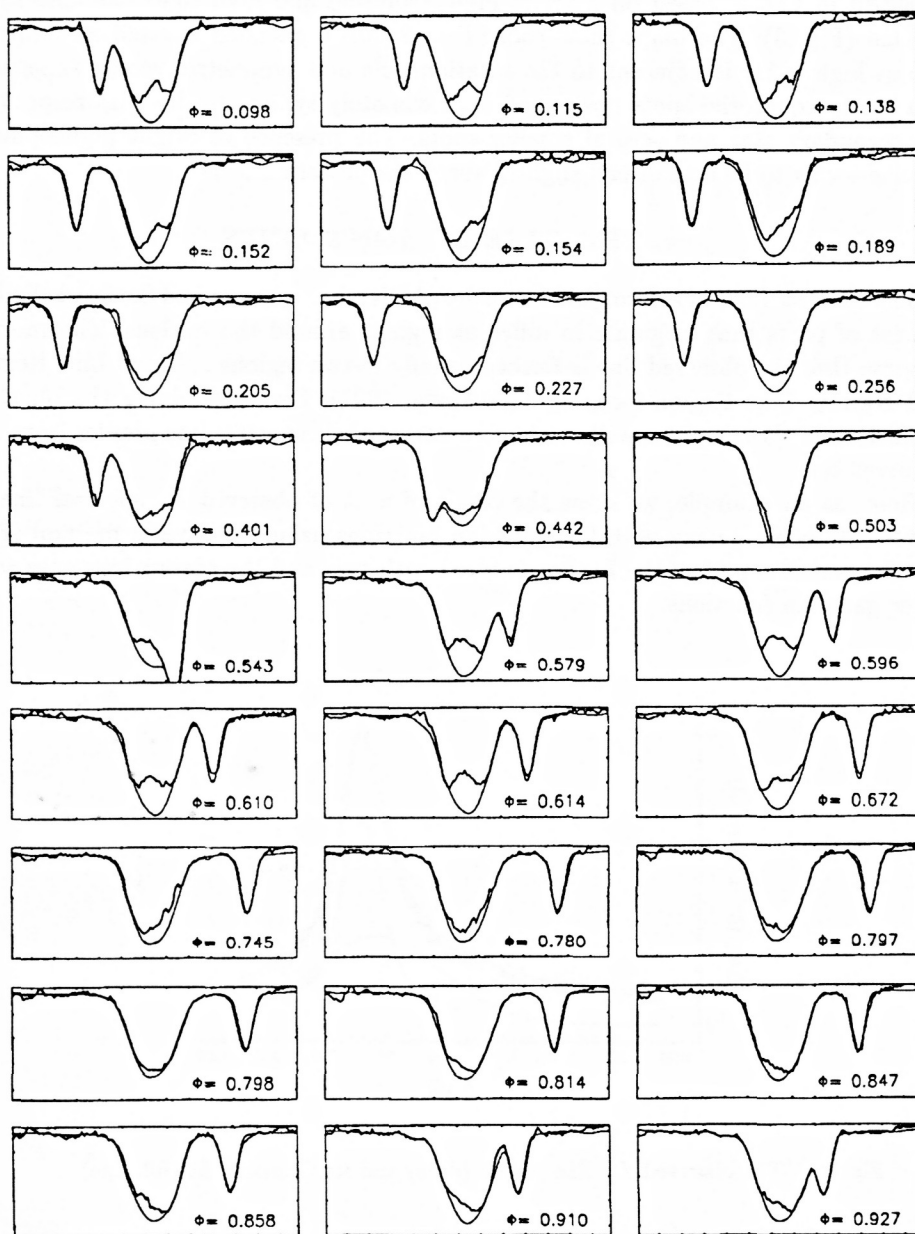 Φ= 0.098 Φ= 0.115 Φ= 0.138
Φ= 0.152 Φ= 0.154 Φ= 0.189
Φ= 0.205 Φ= 0.227 Φ= 0.256
Φ= 0.401 Φ= 0.442 Φ= 0.503
Φ= 0.543 Φ= 0.579 Φ= 0.596
Φ= 0.610 Φ= 0.614 Φ= 0.672
Φ= 0.745 Φ= 0.780 Φ= 0.797
Φ= 0.798 Φ= 0.814 Φ= 0.847
Φ= 0.858 Φ= 0.910 Φ= 0.927